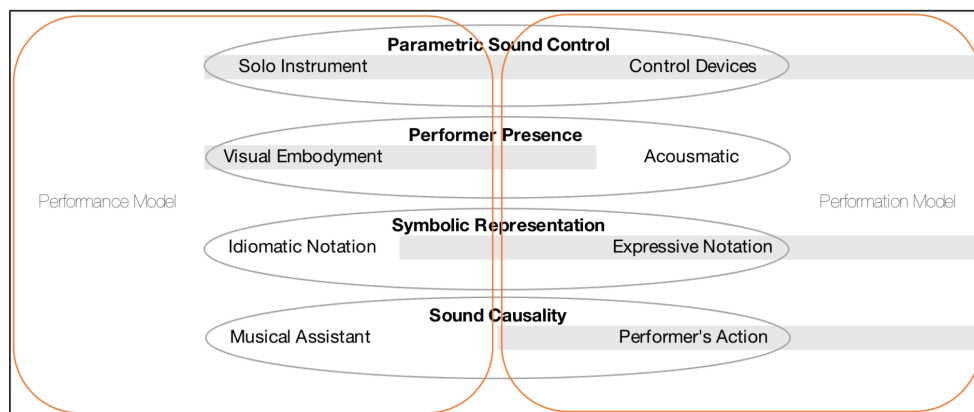 Parametric Sound Control
Solo Instrument Control Devices
Performer Presence
Visual Embodyment Acousmatic
Performance Model Performation Model
Symbolic Representation
Idiomatic Notation Expressive Notation
Sound Causality
Musical Assistant Performer's Action